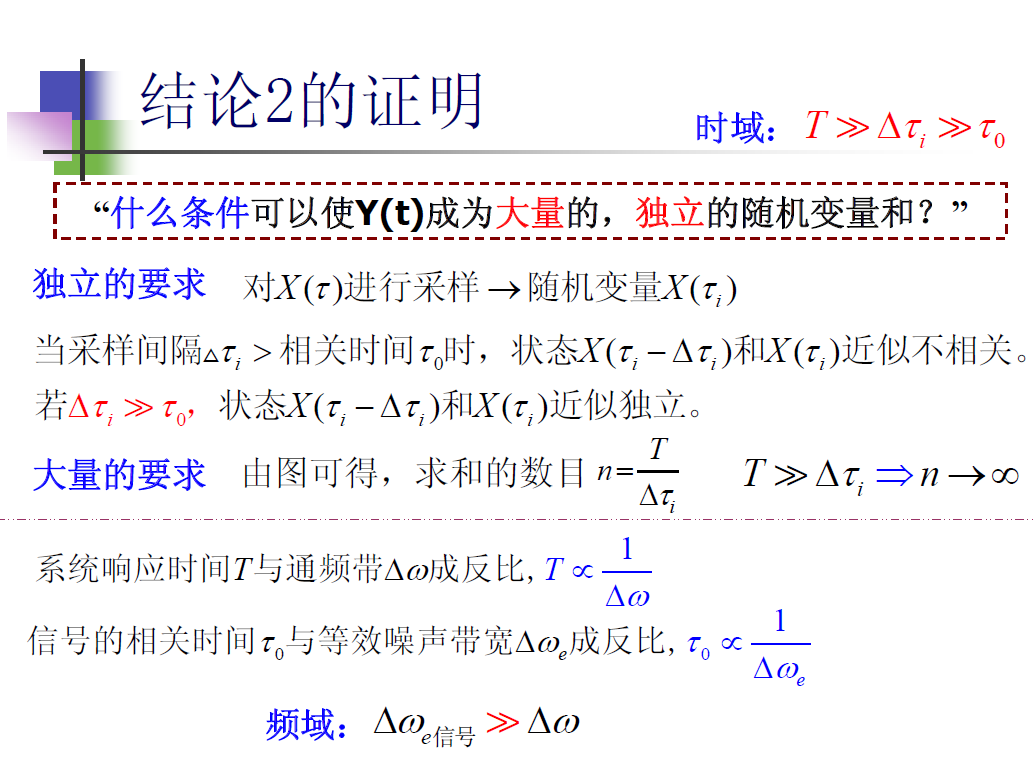 结论2的证明
时域： T ≫ Δτᵢ ≫ τ₀
“什么条件可以使Y(t)成为大量的，独立的随机变量和？”
独立的要求 对X(τ)进行采样 → 随机变量X(τᵢ)
当采样间隔△τᵢ > 相关时间τ₀时，状态X(τᵢ − Δτᵢ)和X(τᵢ)近似不相关。
若Δτᵢ ≫ τ₀，状态X(τᵢ − Δτᵢ)和X(τᵢ)近似独立。
大量的要求 由图可得，求和的数目 n = T/Δτᵢ T ≫ Δτᵢ ⇒ n → ∞
系统响应时间T与通频带Δω成反比, T ∝ 1/Δω
信号的相关时间τ₀与等效噪声带宽Δωₑ成反比, τ₀ ∝ 1/Δωₑ
频域： Δωₑ信号 ≫ Δω